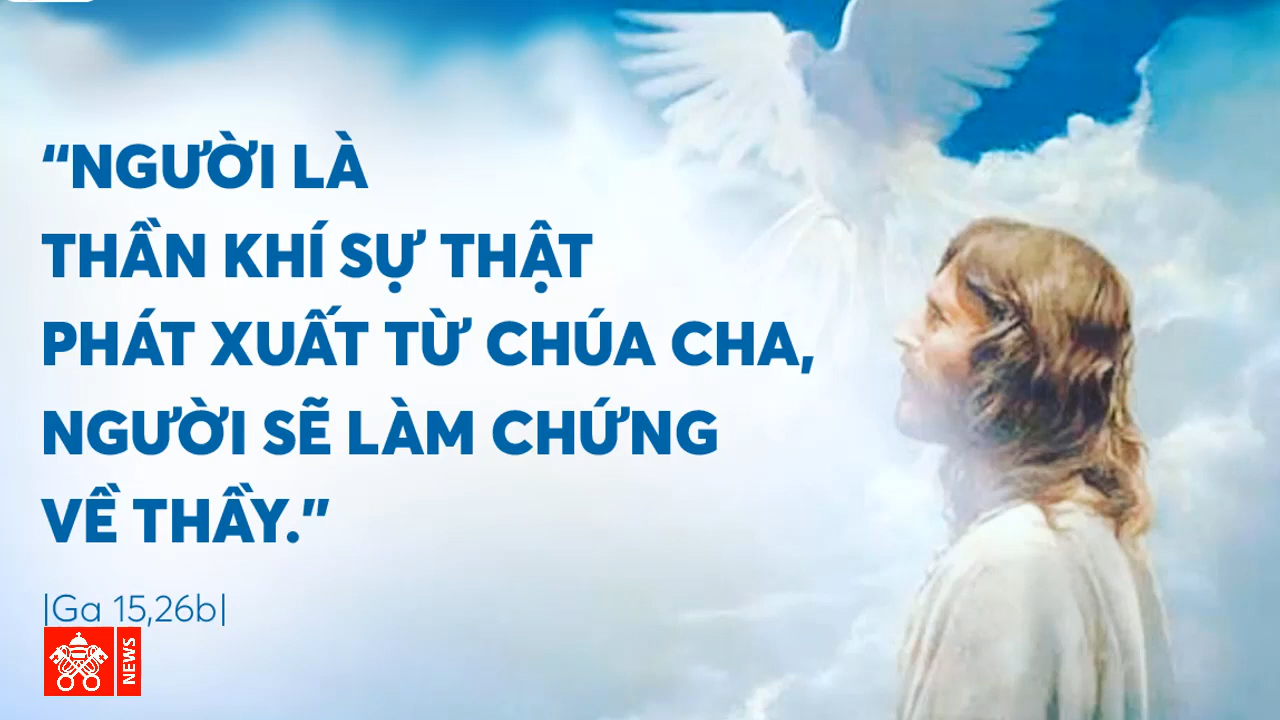 “NGƯỜI LÀ
THẦN KHÍ SỰ THẬT
PHÁT XUẤT TỪ CHÚA CHA,
NGƯỜI SẼ LÀM CHỨNG
VỀ THẦY.”
|Ga 15,26b|
NEWS